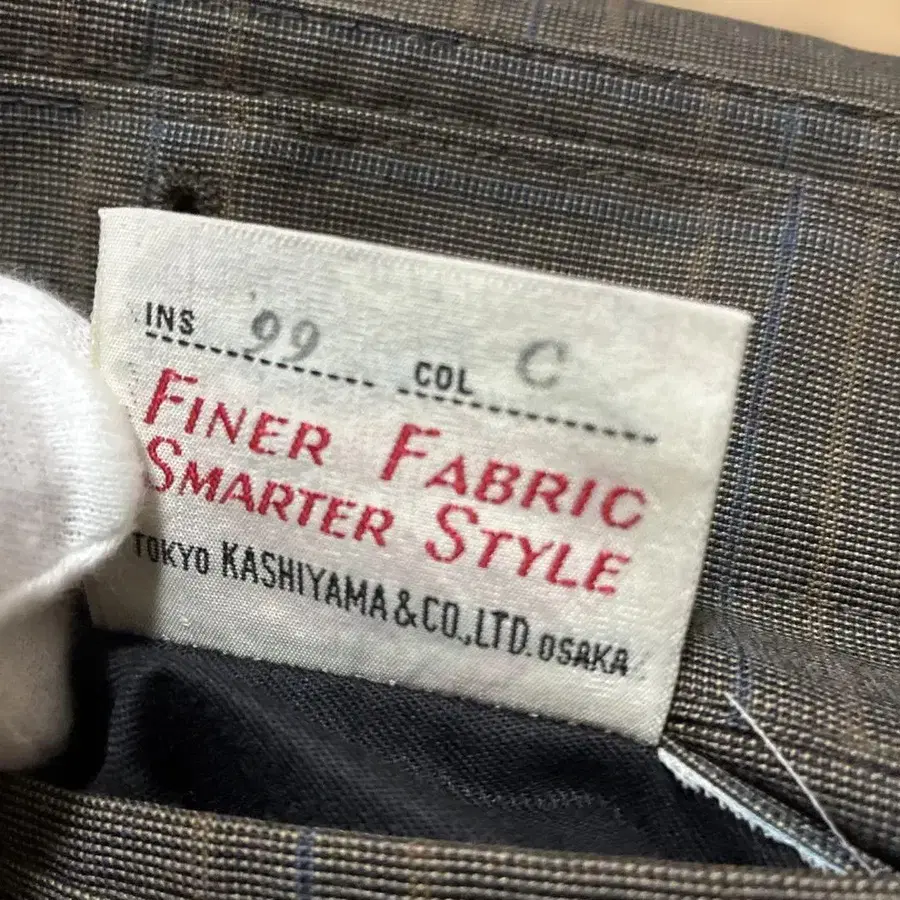 INS 99 COL C
FINER FABRIC
SMARTER STYLE
TOKYO KASHIYAMA & CO., LTD. OSAKA